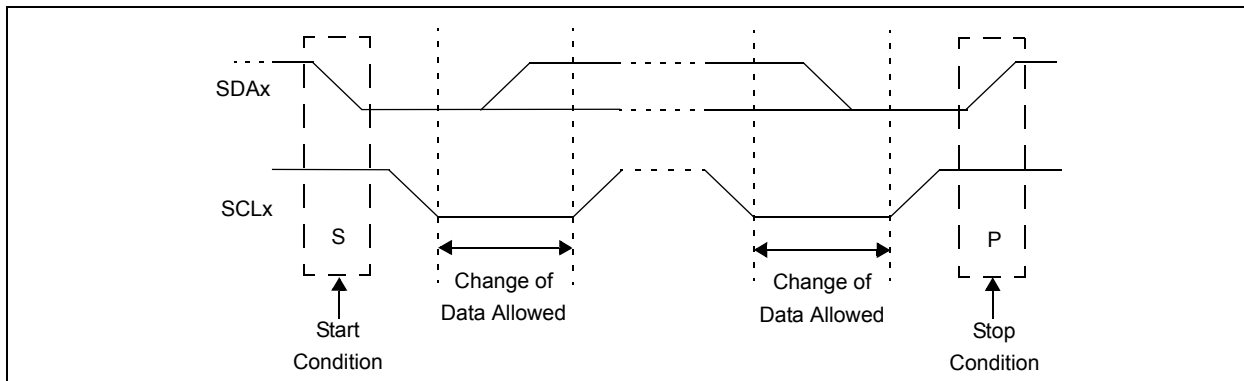 SDAx
SCLx
S
P
Change of
Data Allowed
Change of
Data Allowed
Start
Condition
Stop
Condition